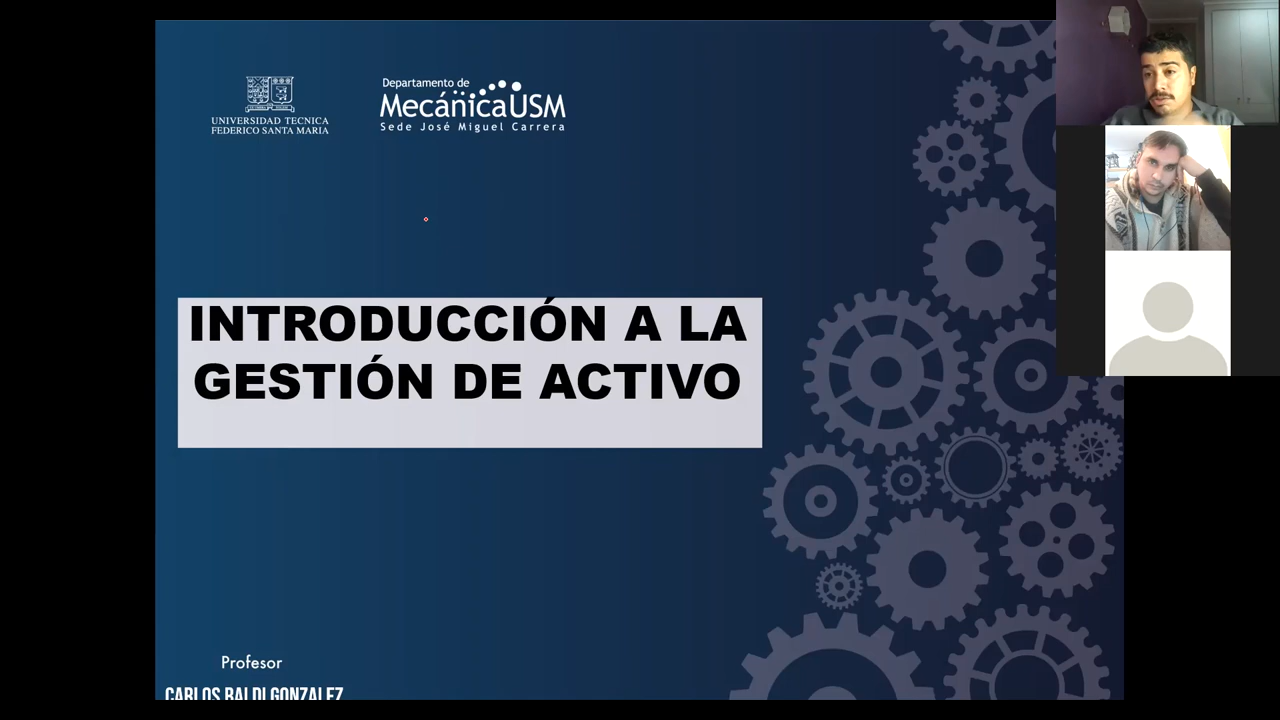 UNIVERSIDAD TECNICA
FEDERICO SANTA MARIA
Departamento de
MecánicaUSM
Sede José Miguel Carrera
INTRODUCCIÓN A LA
GESTIÓN DE ACTIVO
Profesor
CARLOS BALDI GONZALEZ